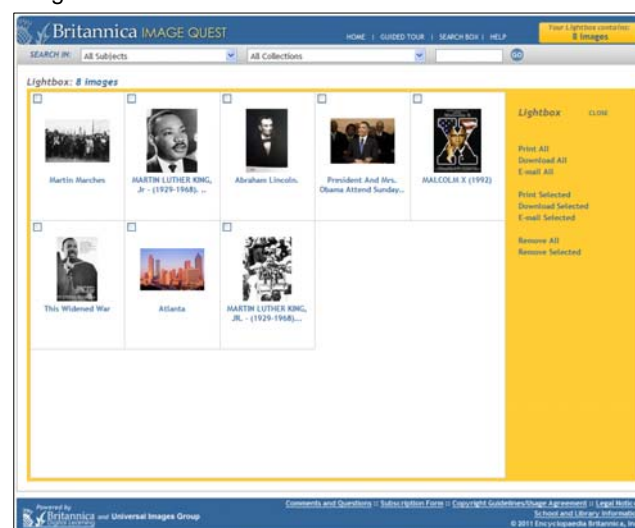 Britannica IMAGE QUEST
HOME | GUIDED TOUR | SEARCH BOX | HELP
Your Lightbox contains:
8 images
SEARCH IN: All Subjects All Collections GO
Lightbox: 8 images
Martin Marches
MARTIN LUTHER KING,
Jr - (1929-1968). ..
Abraham Lincoln.
President And Mrs.
Obama Attend Sunday...
MALCOLM X (1992)
This Widened War
Atlanta
MARTIN LUTHER KING,
JR. - (1929-1968)...
Lightbox CLOSE
Print All
Download All
E-mail All
Print Selected
Download Selected
E-mail Selected
Remove All
Remove Selected
Powered by
Britannica and Universal Images Group
Comments and Questions :: Subscription Form :: Copyright Guidelines/Usage Agreement :: Legal Notic
School and Library Informatio
© 2011 Encyclopaedia Britannica,